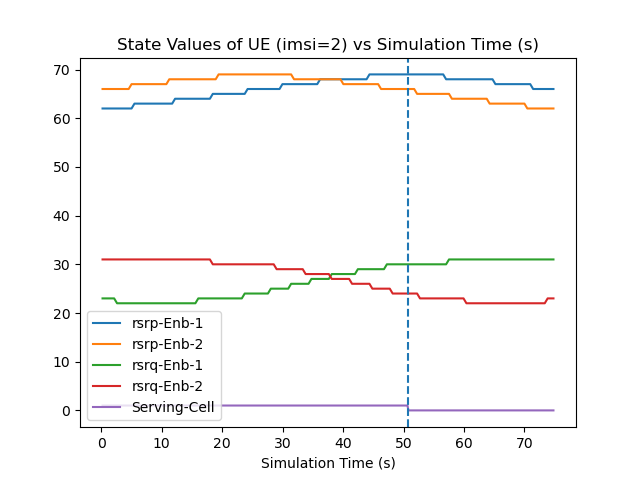 State Values of UE (imsi=2) vs Simulation Time (s)
70
60
50
40
30
20
10
0
rsrp-Enb-1
rsrp-Enb-2
rsrq-Enb-1
rsrq-Enb-2
Serving-Cell
0 10 20 30 40 50 60 70
Simulation Time (s)